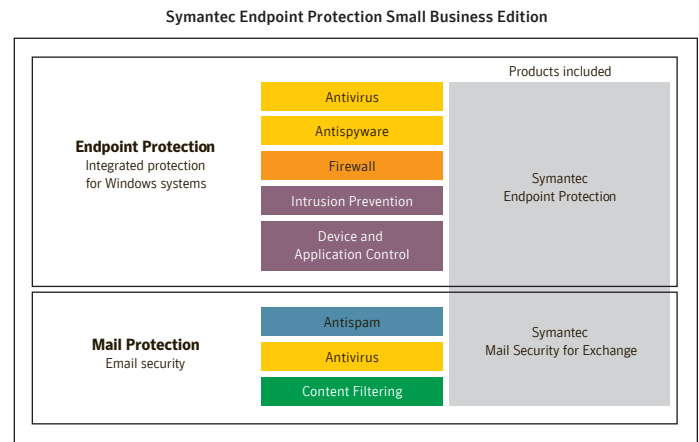 Symantec Endpoint Protection Small Business Edition
Products included
Endpoint Protection
Integrated protection
for Windows systems
Antivirus
Antispyware
Firewall
Intrusion Prevention
Device and
Application Control
Symantec
Endpoint Protection
Mail Protection
Email security
Antispam
Antivirus
Content Filtering
Symantec
Mail Security for Exchange